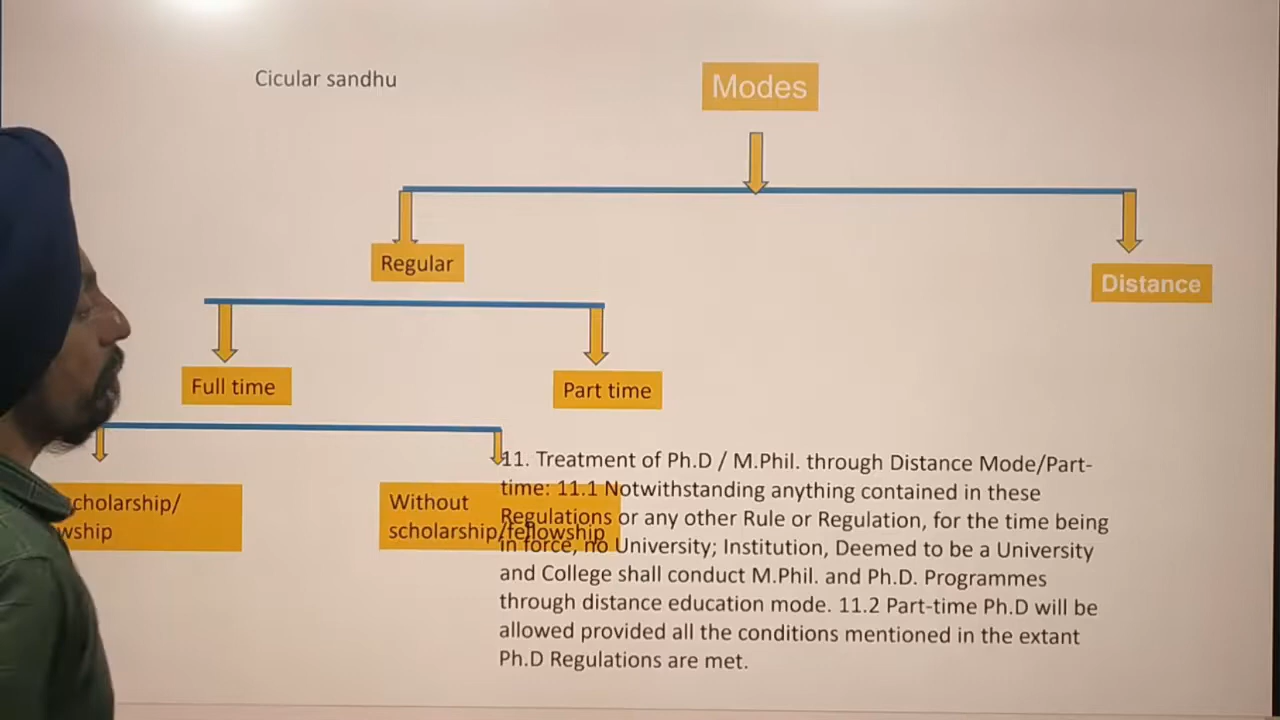 Cicular sandhu
Modes
Regular
Distance
Full time
Part time
Without
scholarship/fellowship
11. Treatment of Ph.D / M.Phil. through Distance Mode/Part-
time: 11.1 Notwithstanding anything contained in these
Regulations or any other Rule or Regulation, for the time being
in force, no University; Institution, Deemed to be a University
and College shall conduct M.Phil. and Ph.D. Programmes
through distance education mode. 11.2 Part-time Ph.D will be
allowed provided all the conditions mentioned in the extant
Ph.D Regulations are met.